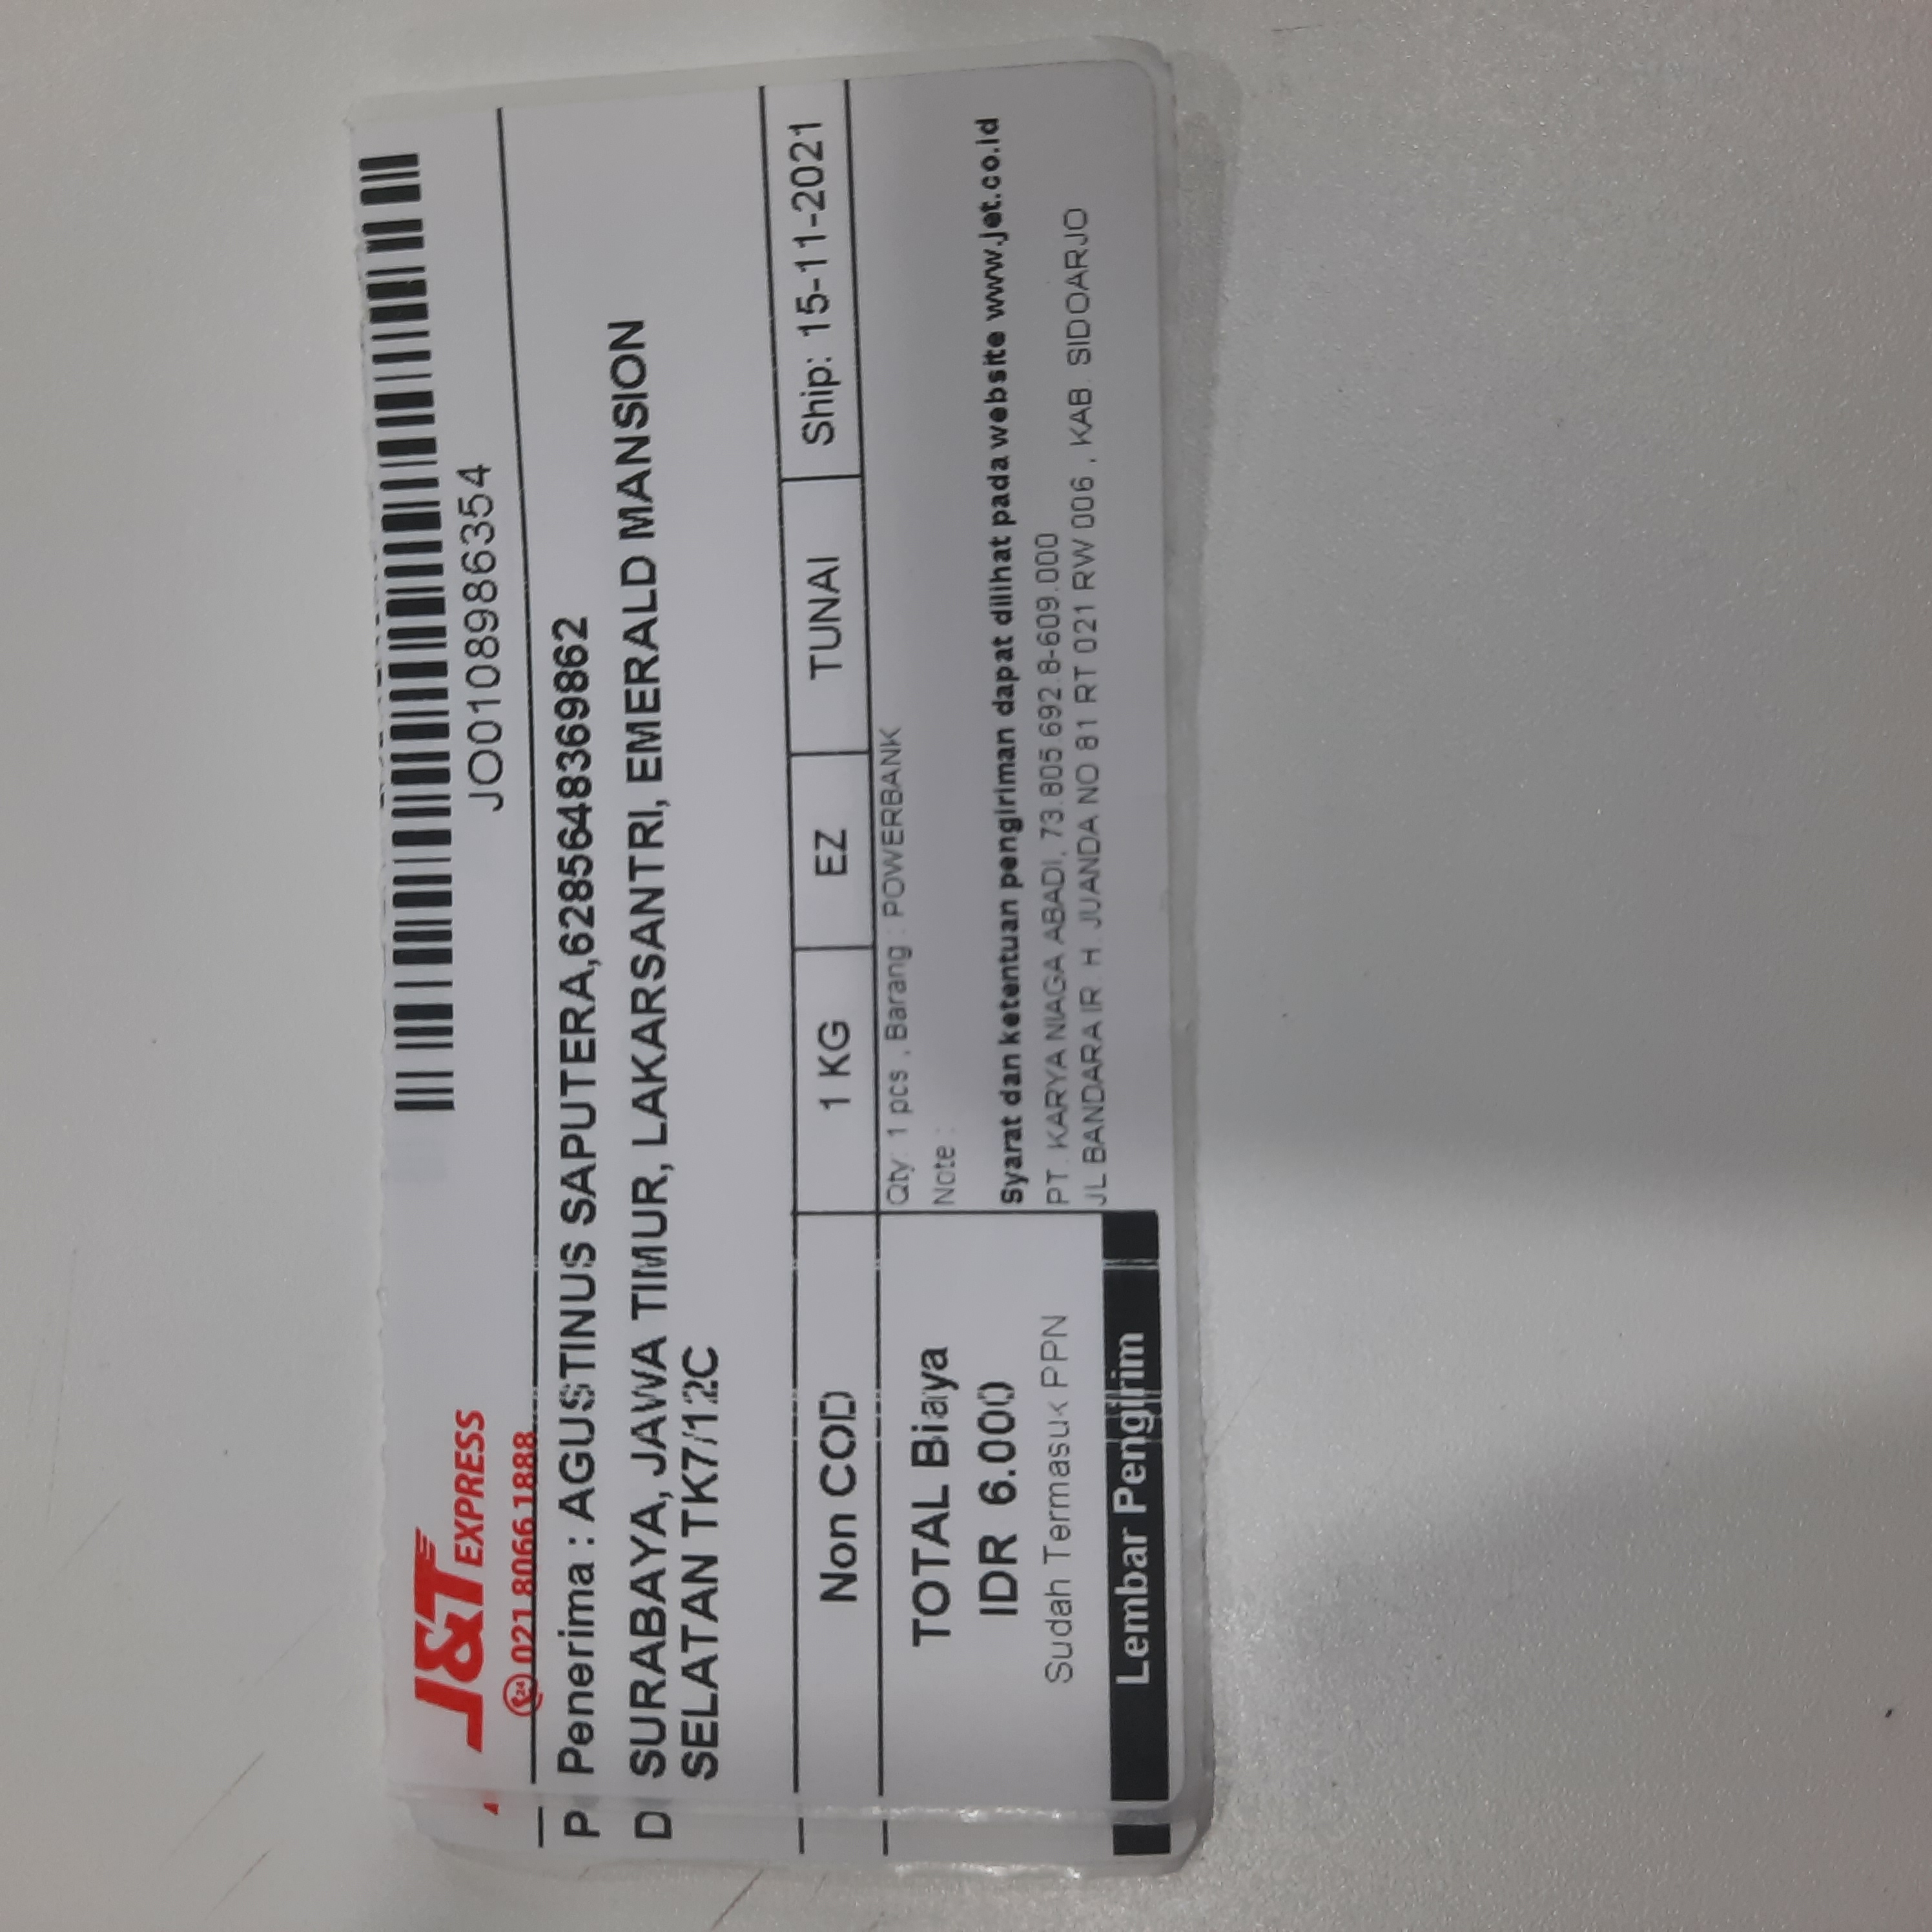 J&T EXPRESS
JO0108986354
24 021 8066 1888
P Penerima : AGUSTINUS SAPUTERA,6285648369862
D SURABAYA, JAWA TIMUR, LAKARSANTRI, EMERALD MANSION
SELATAN TK7/12C
Non COD 1 KG EZ TUNAI Ship: 15-11-2021
TOTAL Biaya
IDR 6.000
Sudah Termasuk PPN
Lembar Pengirim
Qty: 1 pcs , Barang : POWERBANK
Note :
Syarat dan ketentuan pengiriman dapat dilihat pada website www.jet.co.id
PT. KARYA NIAGA ABADI, 73.805.692.8-609.000
JL BANDARA IR. H. JUANDA NO 81 RT 021 RW 006 , KAB. SIDOARJO